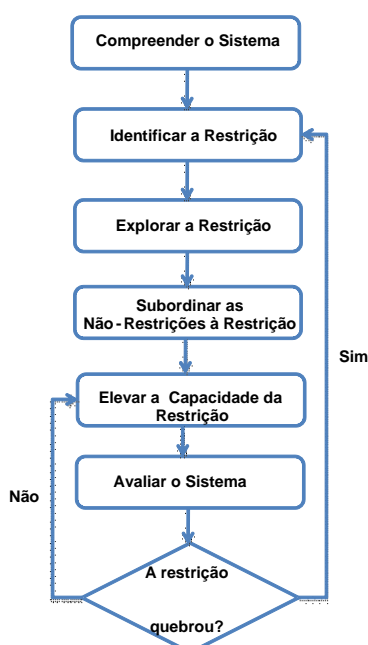 Compreender o Sistema
Identificar a Restrição
Explorar a Restrição
Subordinar as
Não-Restrições à Restrição
Sim
Elevar a Capacidade da
Restrição
Avaliar o Sistema
Não
A restrição
quebrou?